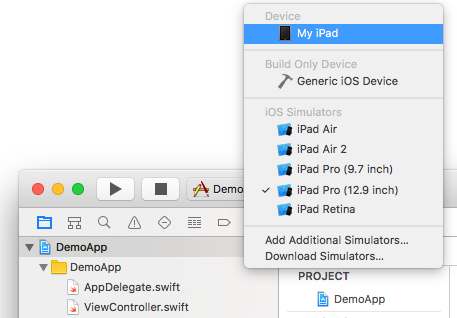 Device
My iPad
Build Only Device
Generic iOS Device
iOS Simulators
iPad Air
iPad Air 2
iPad Pro (9.7 inch)
iPad Pro (12.9 inch)
iPad Retina
Add Additional Simulators...
Download Simulators...
Demo
DemoApp
DemoApp
AppDelegate.swift
ViewController.swift
PROJECT
DemoApp